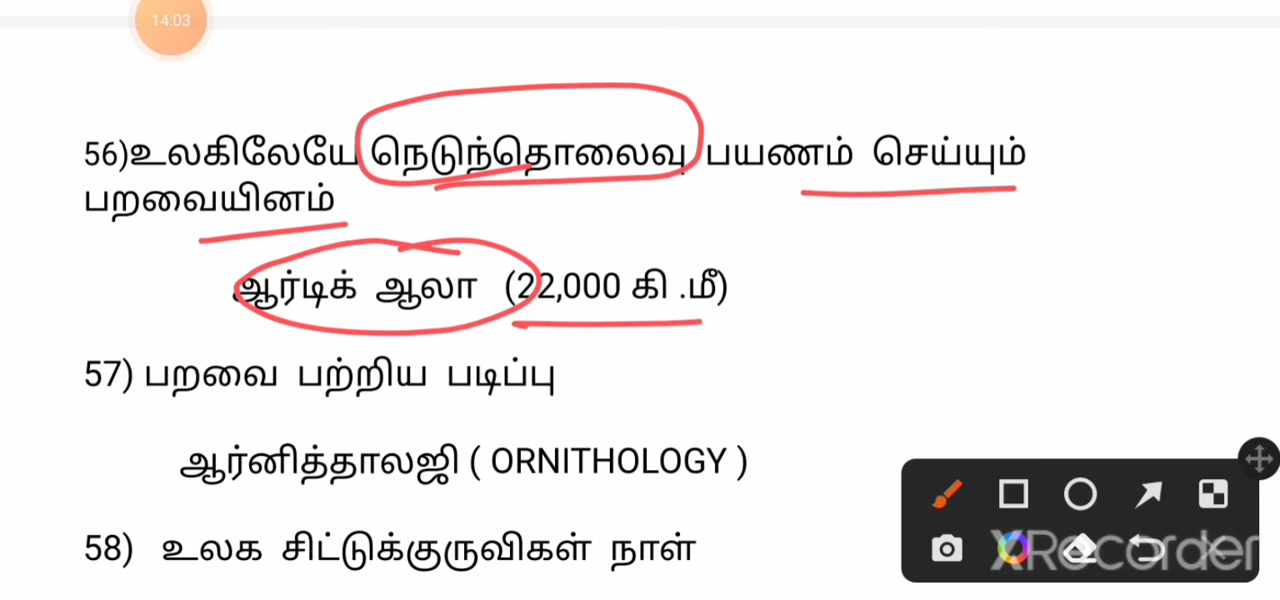 14:03
56)உலகிலேயே நெடுந்தொலைவு பயணம் செய்யும்
பறவையினம்
ஆர்டிக் ஆலா (22,000 கி .மீ)
57) பறவை பற்றிய படிப்பு
ஆர்னித்தாலஜி ( ORNITHOLOGY )
58) உலக சிட்டுக்குருவிகள் நாள்
XRecorder